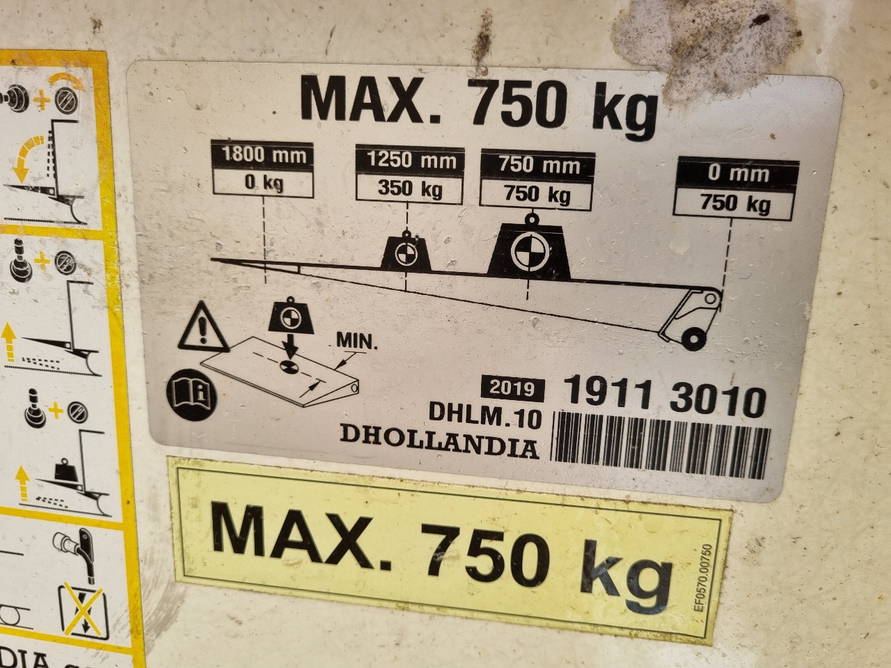 MAX. 750 kg
1800 mm
0 kg
1250 mm
350 kg
750 mm
750 kg
0 mm
750 kg
MIN.
2019 1911 3010
DHLM.10
DHOLLANDIA
MAX. 750 kg
EF0570.00750